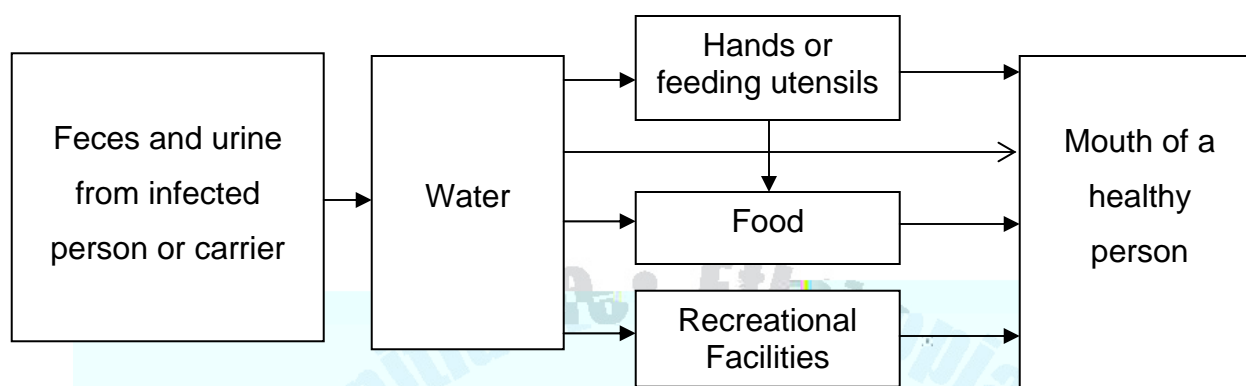 Feces and urine
from infected
person or carrier
Water
Hands or
feeding utensils
Food
Recreational
Facilities
Mouth of a
healthy
person